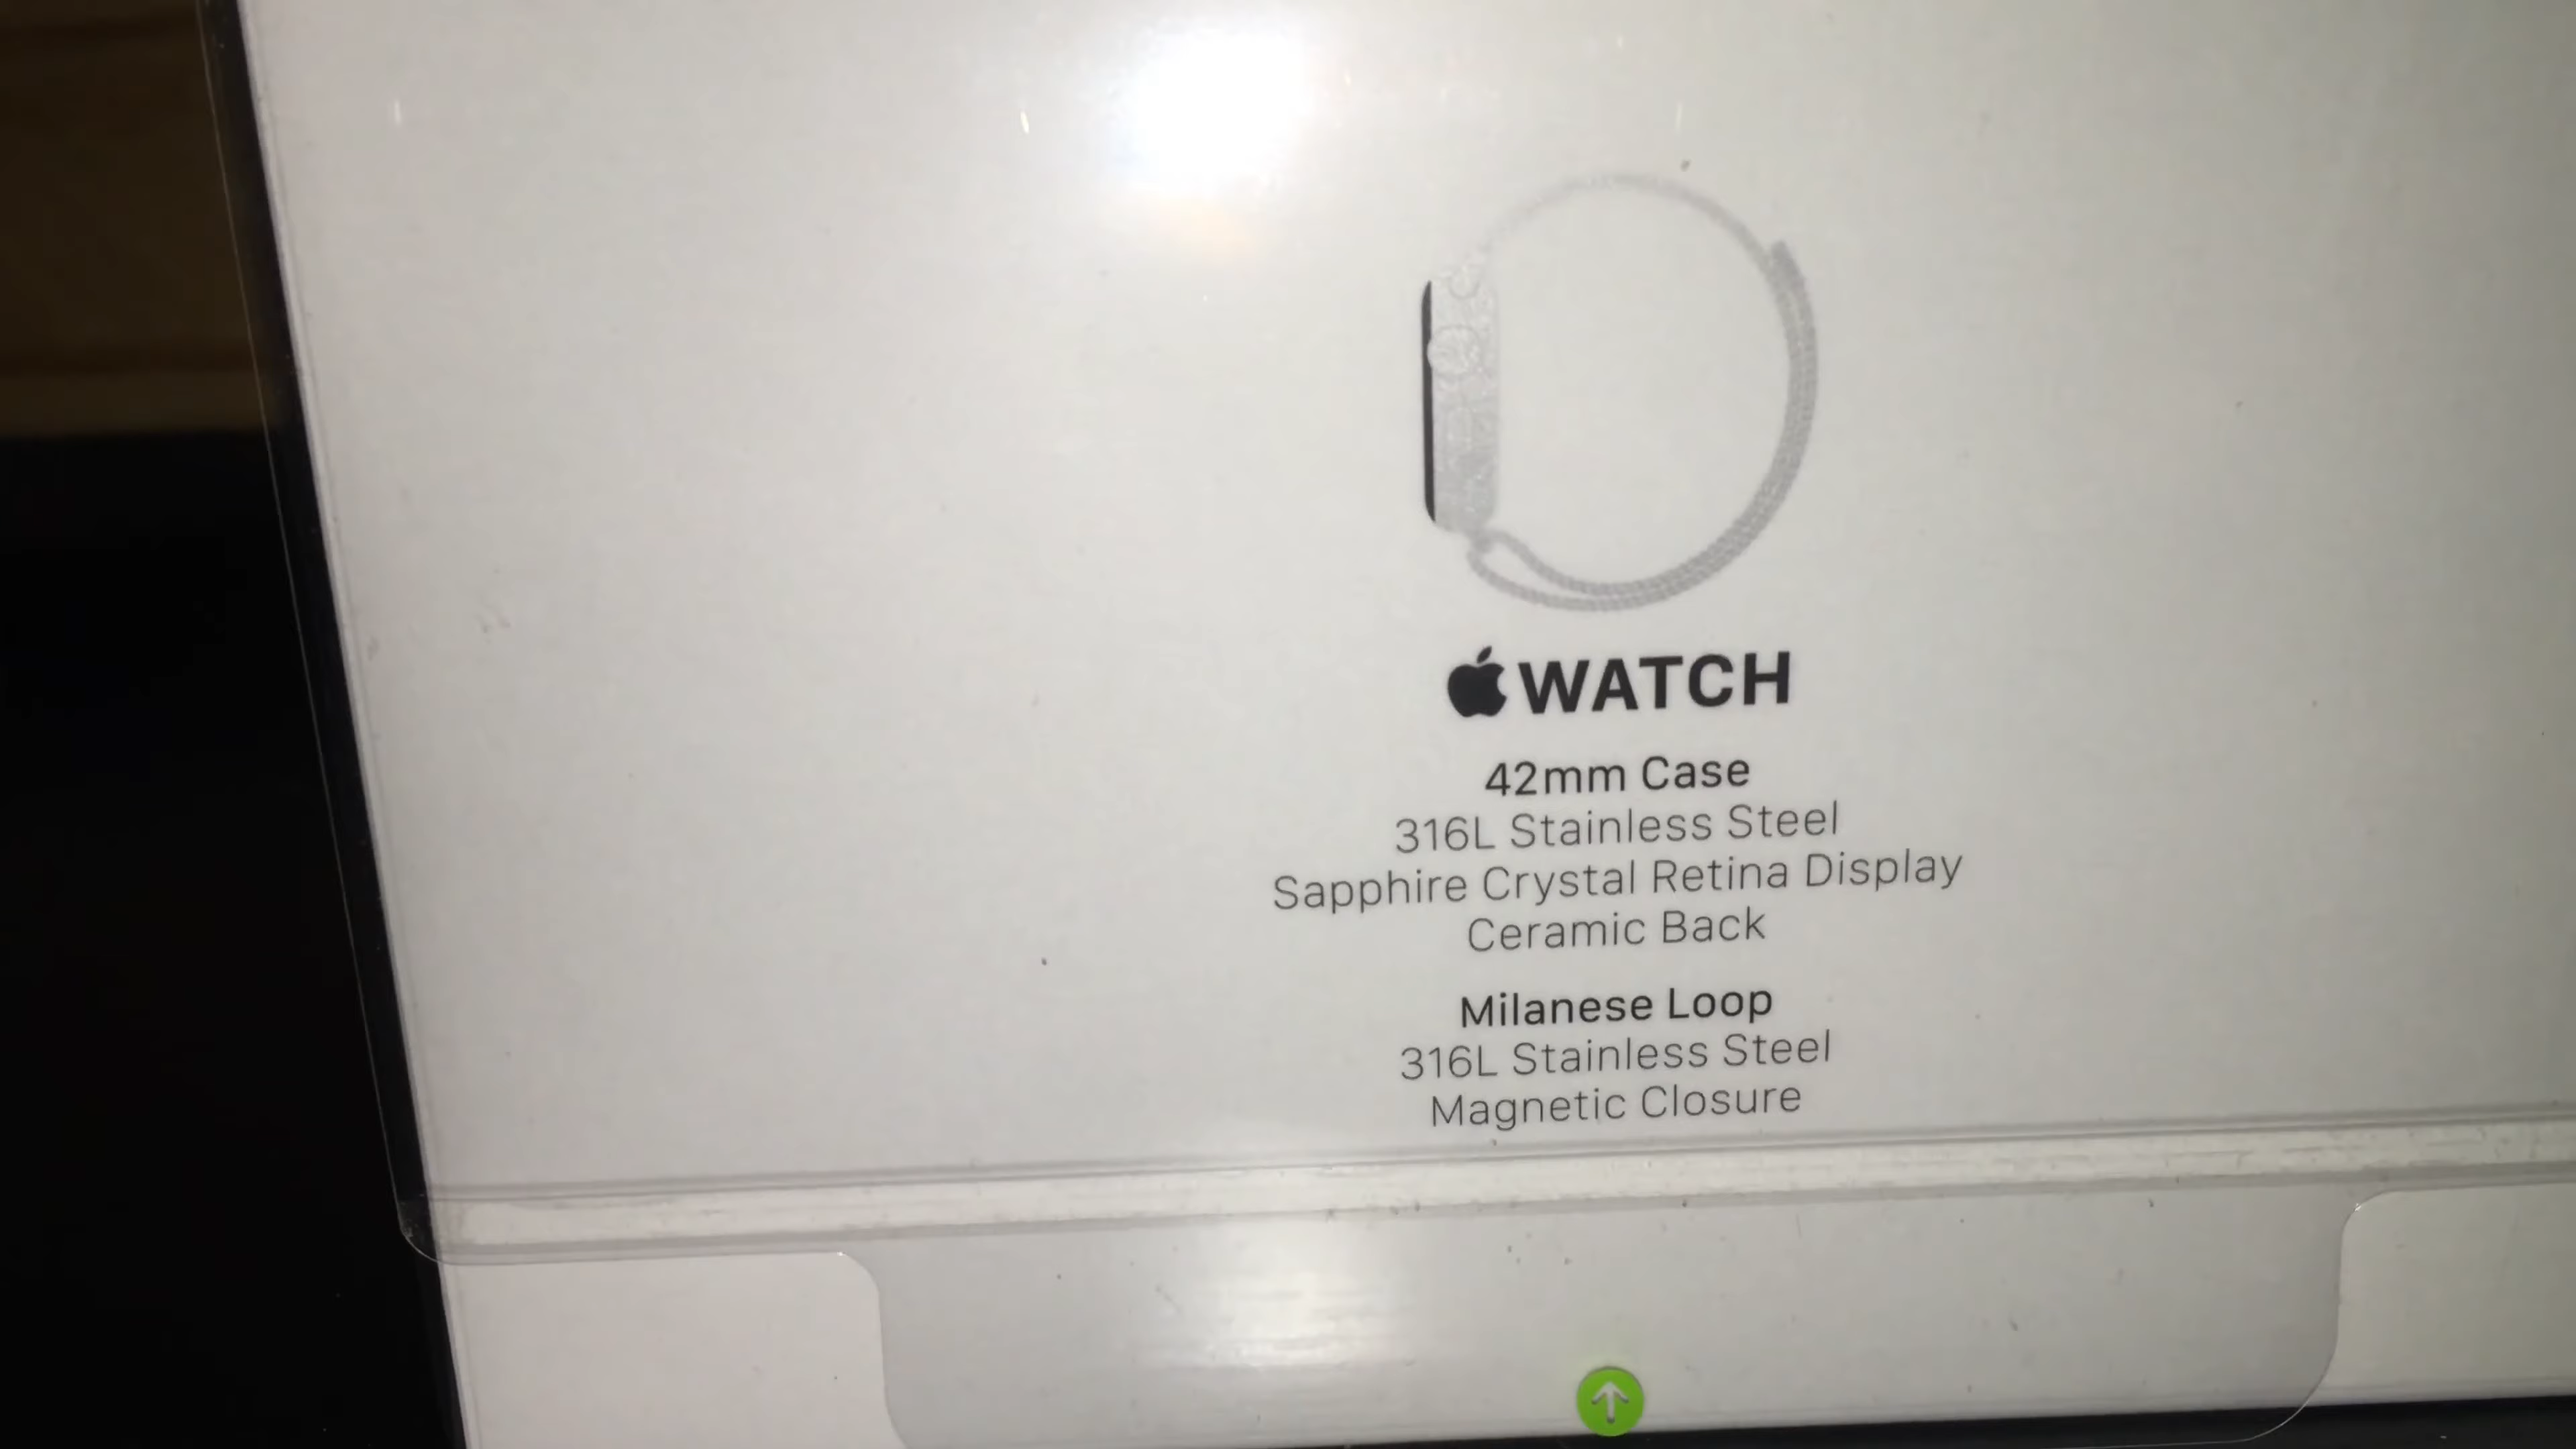 WATCH
42mm Case
316L Stainless Steel
Sapphire Crystal Retina Display
Ceramic Back
Milanese Loop
316L Stainless Steel
Magnetic Closure